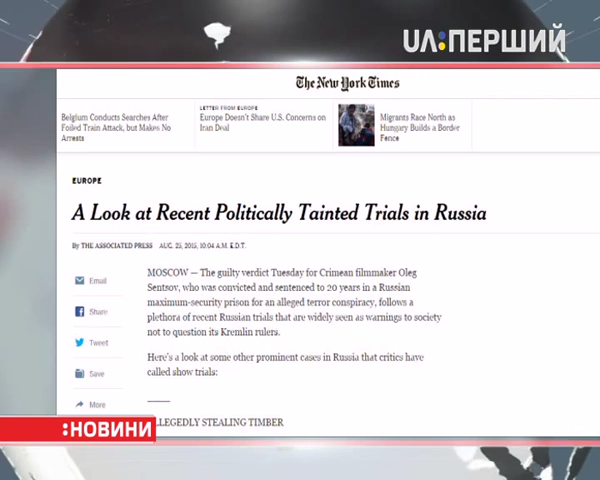 UA:ПЕРШИЙ
The New York Times
Belgium Conducts Searches After
Foiled Train Attack, but Makes No
Arrests
LETTER FROM EUROPE
Europe Doesn't Share U.S. Concerns on
Iran Deal
Migrants Race North as
Hungary Builds a Border
Fence
EUROPE
A Look at Recent Politically Tainted Trials in Russia
By THE ASSOCIATED PRESS AUG. 25, 2015, 10:04 A.M. E.D.T.
Email
Share
Tweet
Save
More
MOSCOW — The guilty verdict Tuesday for Crimean filmmaker Oleg
Sentsov, who was convicted and sentenced to 20 years in a Russian
maximum-security prison for an alleged terror conspiracy, follows a
plethora of recent Russian trials that are widely seen as warnings to society
not to question its Kremlin rulers.
Here's a look at some other prominent cases in Russia that critics have
called show trials:
LLEGEDLY STEALING TIMBER
:НОВИНИ